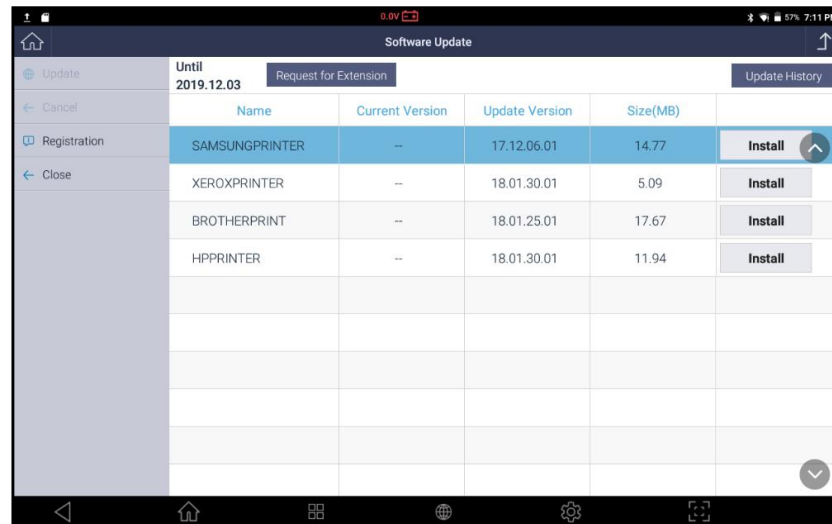 0.0V
57% 7:11 P
Software Update
Update
Cancel
Registration
Close
Until
2019.12.03
Request for Extension
Update History
Name Current Version Update Version Size(MB)
SAMSUNGPRINTER -- 17.12.06.01 14.77 Install
XEROXPRINTER -- 18.01.30.01 5.09 Install
BROTHERPRINT -- 18.01.25.01 17.67 Install
HPPRINTER -- 18.01.30.01 11.94 Install